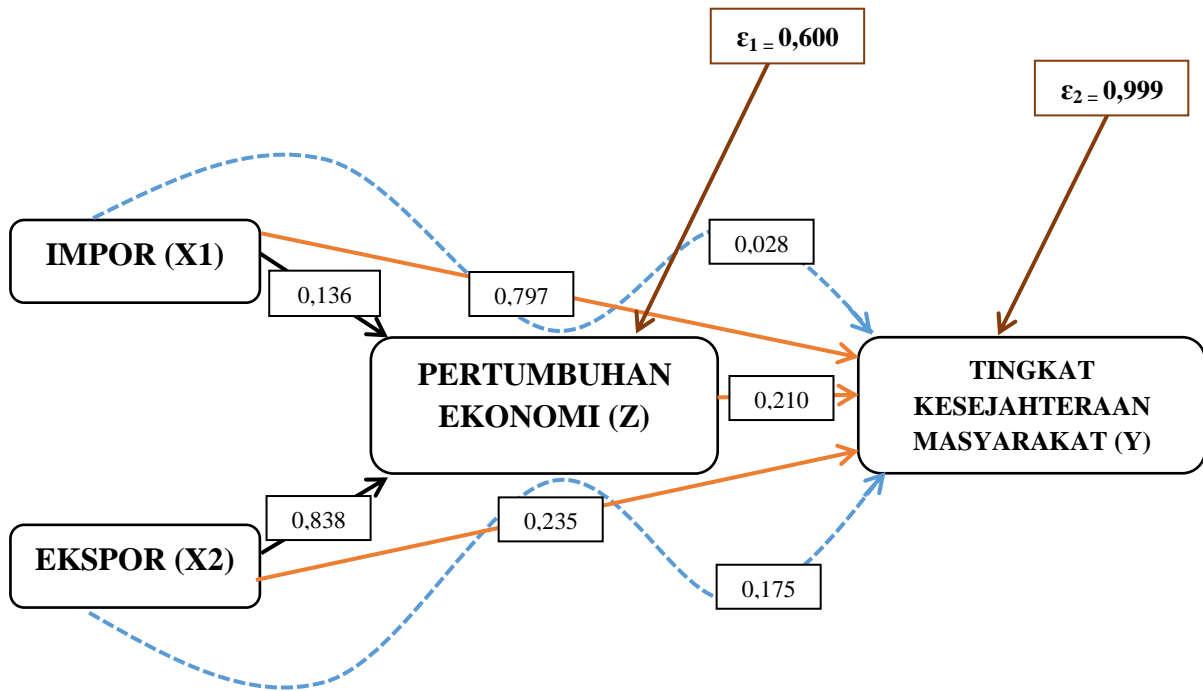 ε1 = 0,600
ε2 = 0,999
IMPOR (X1)
0,028
0,136
0,797
PERTUMBUHAN
EKONOMI (Z)
0,210
TINGKAT
KESEJAHTERAAN
MASYARAKAT (Y)
0,838
0,235
EKSPOR (X2)
0,175